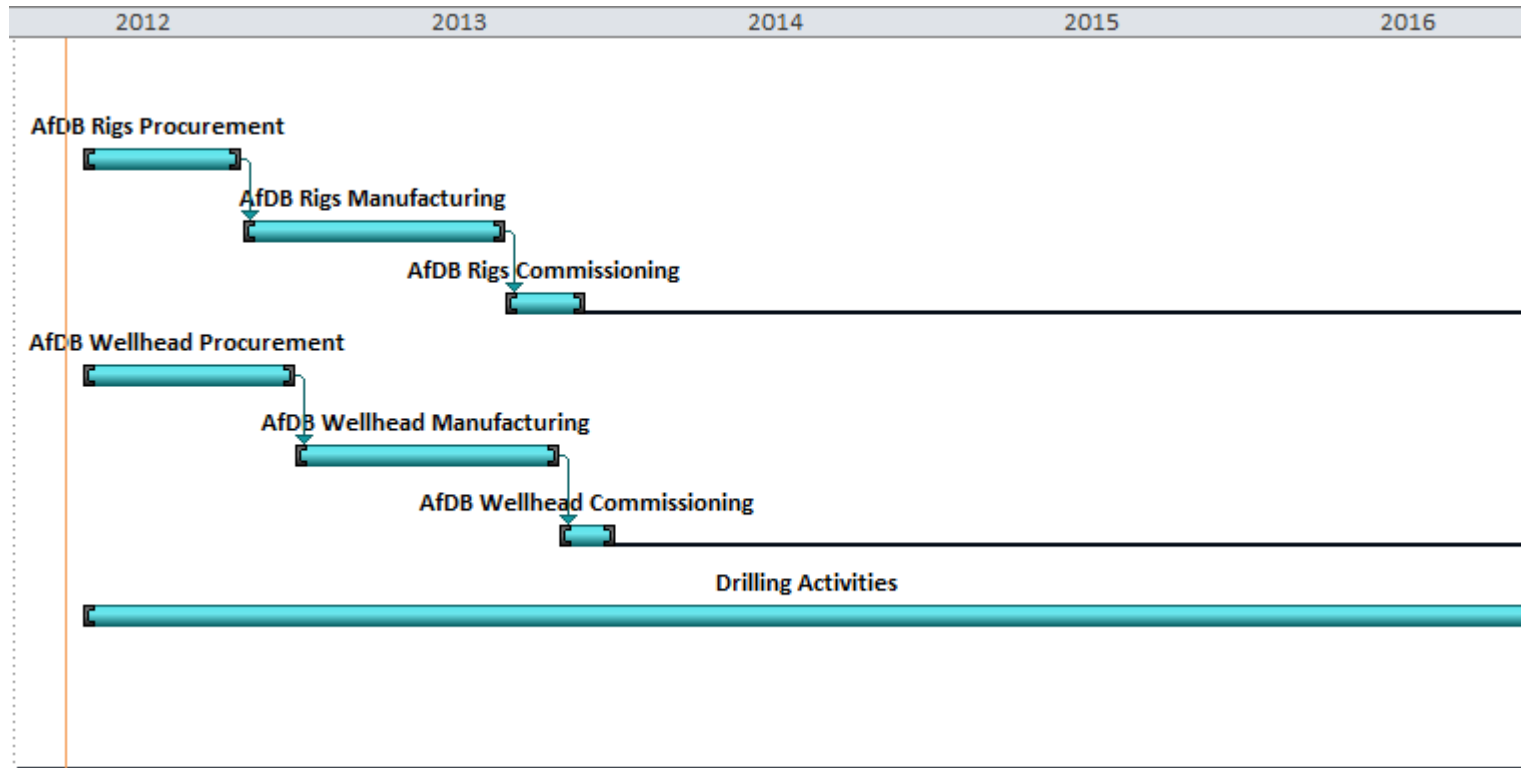 2012 2013 2014 2015 2016
AfDB Rigs Procurement
AfDB Rigs Manufacturing
AfDB Rigs Commissioning
AfDB Wellhead Procurement
AfDB Wellhead Manufacturing
AfDB Wellhead Commissioning
Drilling Activities